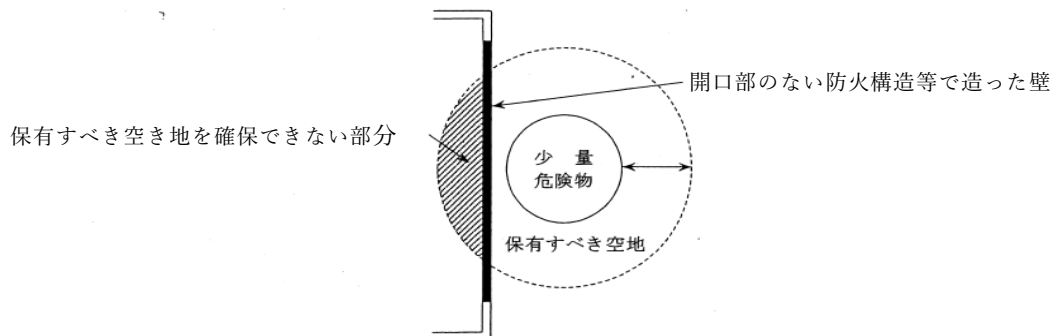 開口部のない防火構造等で造った壁
保有すべき空き地を確保できない部分
少 量
危険物
保有すべき空地